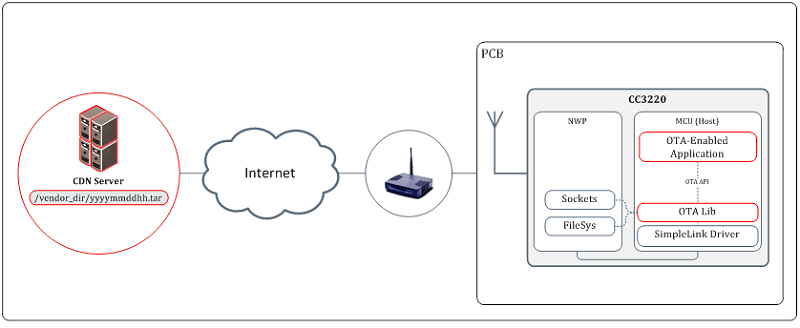 PCB
CC3220
NWP
MCU (Host)
OTA-Enabled
Application
OTA API
Sockets
OTA Lib
FileSys
SimpleLink Driver
Internet
CDN Server
/vendor_dir/yyyymmddhh.tar